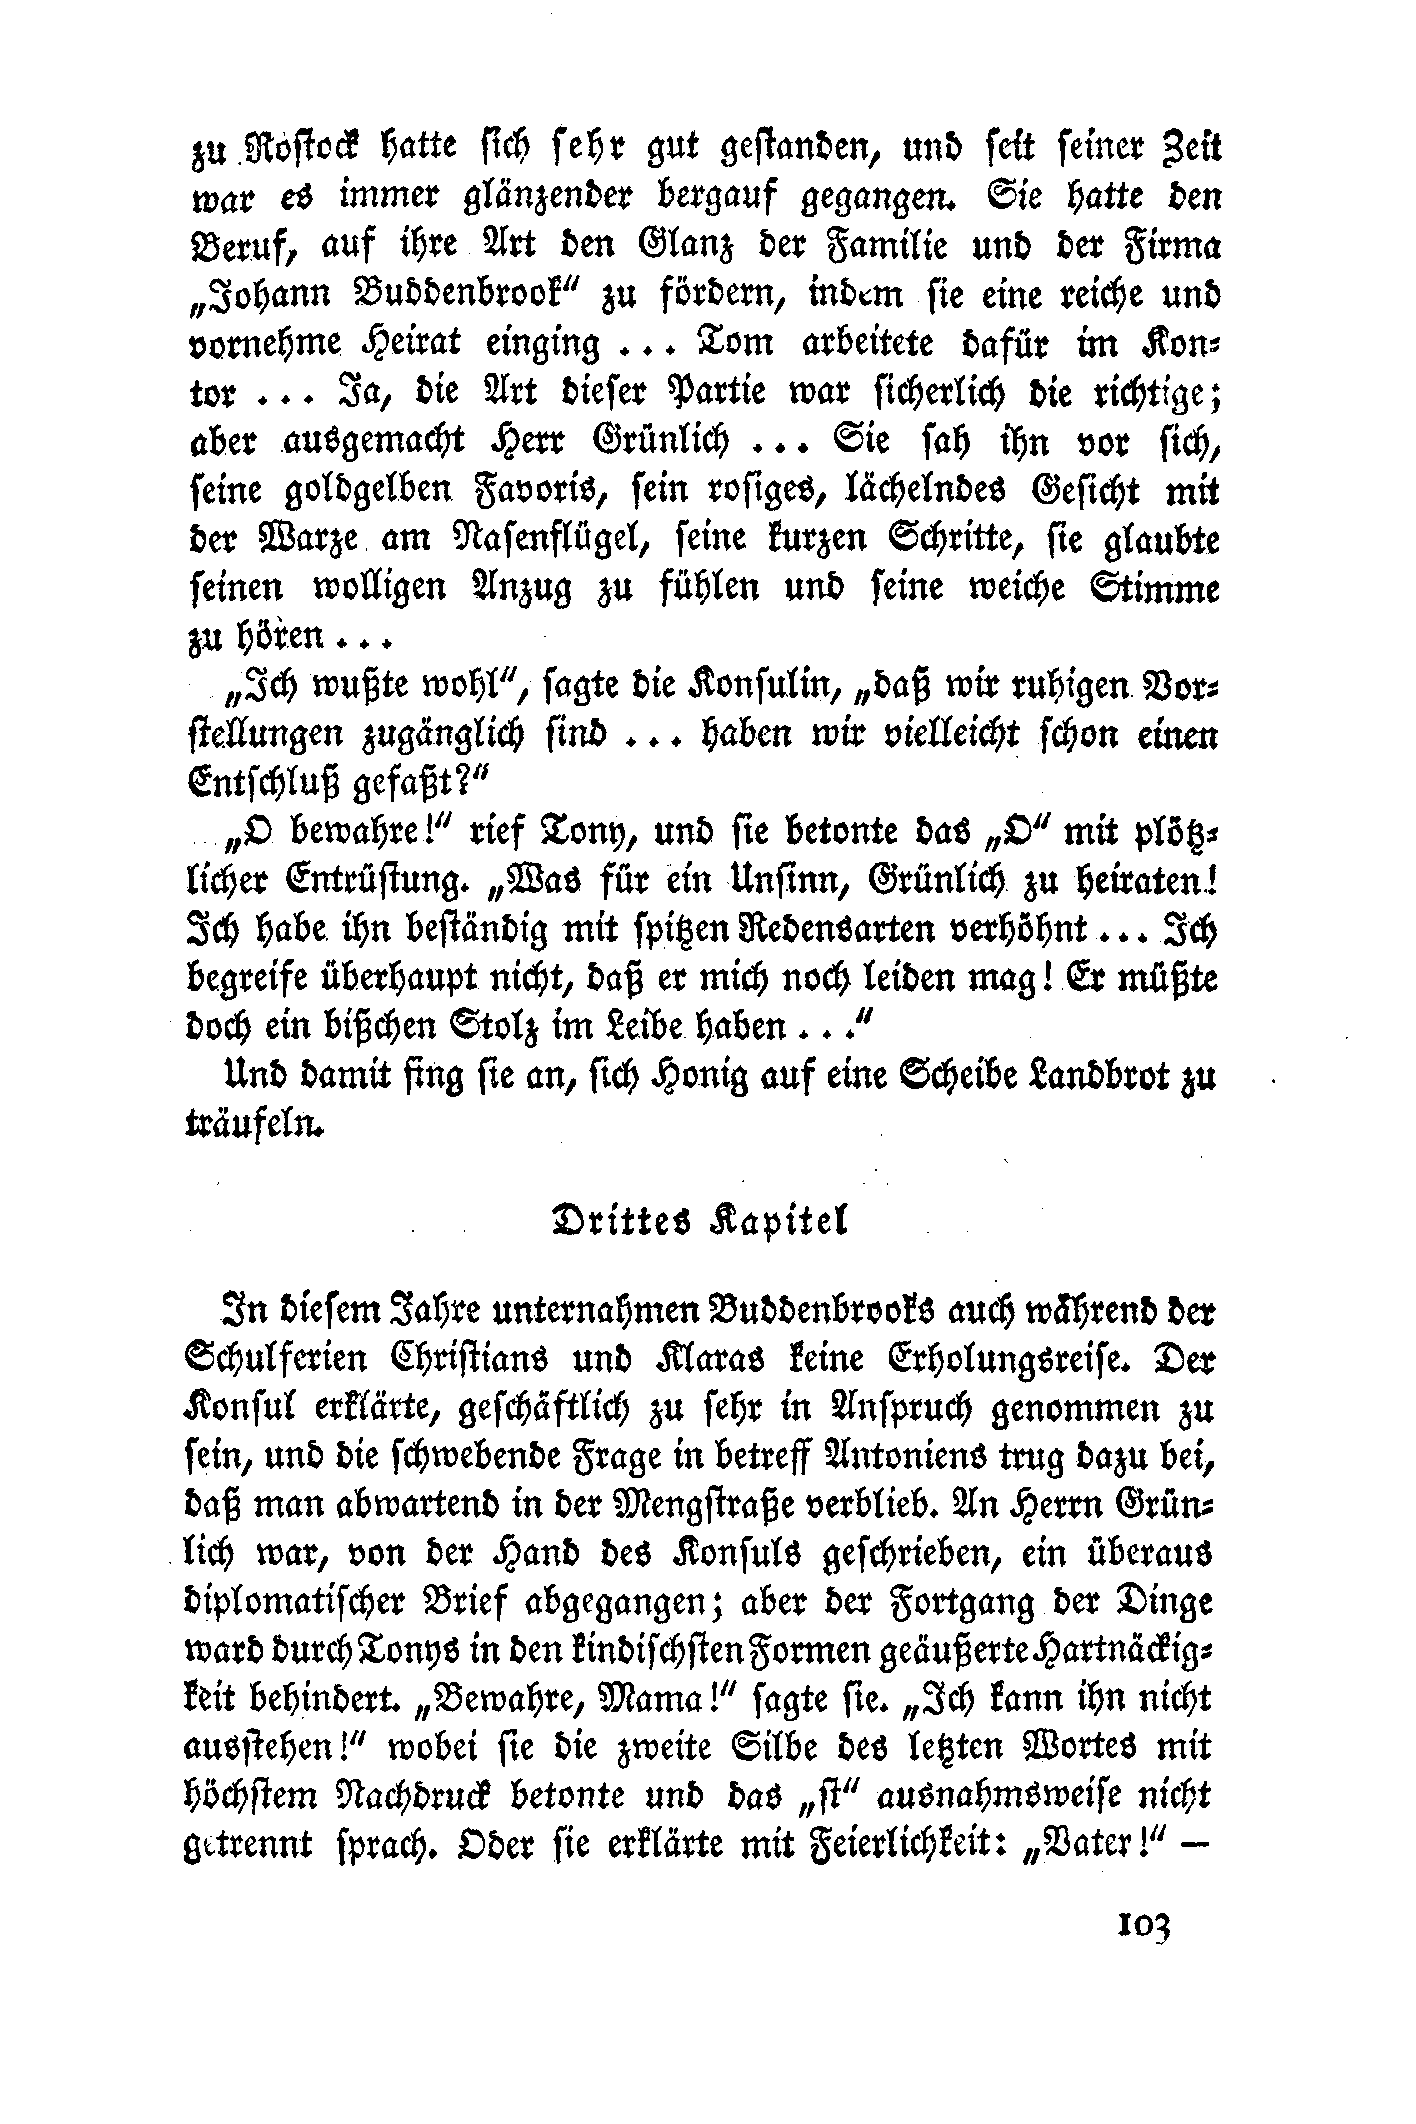 zu Rostock hatte sich sehr gut gestanden, und seit seiner Zeit
war es immer glänzender bergauf gegangen. Sie hatte den
Beruf, auf ihre Art den Glanz der Familie und der Firma
„Johann Buddenbrook“ zu fördern, indem sie eine reiche und
vornehme Heirat einging ... Tom arbeitete dafür im Kon-
tor ... Ja, die Art dieser Partie war sicherlich die richtige;
aber ausgemacht Herr Grünlich ... Sie sah ihn vor sich,
seine goldgelben Favoris, sein rosiges, lächelndes Gesicht mit
der Warze am Nasenflügel, seine kurzen Schritte, sie glaubte
seinen wolligen Anzug zu fühlen und seine weiche Stimme
zu hören ...
„Ich wußte wohl“, sagte die Konsulin, „daß wir ruhigen Vor-
stellungen zugänglich sind ... haben wir vielleicht schon einen
Entschluß gefaßt?“
„O bewahre!“ rief Tony, und sie betonte das „O“ mit plötz-
licher Entrüstung. „Was für ein Unsinn, Grünlich zu heiraten!
Ich habe ihn beständig mit spitzen Redensarten verhöhnt ... Ich
begreife überhaupt nicht, daß er mich noch leiden mag! Er müßte
doch ein bißchen Stolz im Leibe haben ...“
Und damit fing sie an, sich Honig auf eine Scheibe Landbrot zu
träufeln.
Drittes Kapitel
In diesem Jahre unternahmen Buddenbrooks auch während der
Schulferien Christians und Klaras keine Erholungsreise. Der
Konsul erklärte, geschäftlich zu sehr in Anspruch genommen zu
sein, und die schwebende Frage in betreff Antoniens trug dazu bei,
daß man abwartend in der Mengstraße verblieb. An Herrn Grün-
lich war, von der Hand des Konsuls geschrieben, ein überaus
diplomatischer Brief abgegangen; aber der Fortgang der Dinge
ward durch Tonys in den kindischsten Formen geäußerte Hartnäckig-
keit behindert. „Bewahre, Mama!“ sagte sie. „Ich kann ihn nicht
ausstehen!“ wobei sie die zweite Silbe des letzten Wortes mit
höchstem Nachdruck betonte und das „st“ ausnahmsweise nicht
getrennt sprach. Oder sie erklärte mit Feierlichkeit: „Vater!“ —
103